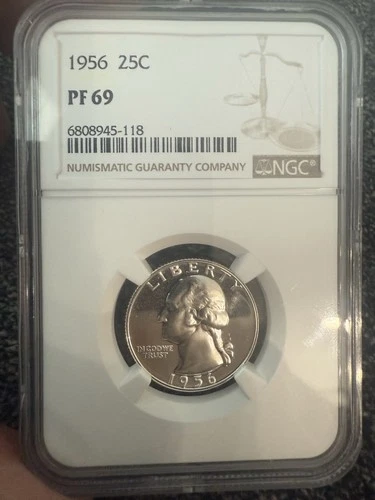 1956 25C
PF 69
6808945-118
NUMISMATIC GUARANTY COMPANY
NGC®
LIBERTY
IN GOD WE
TRUST
1956